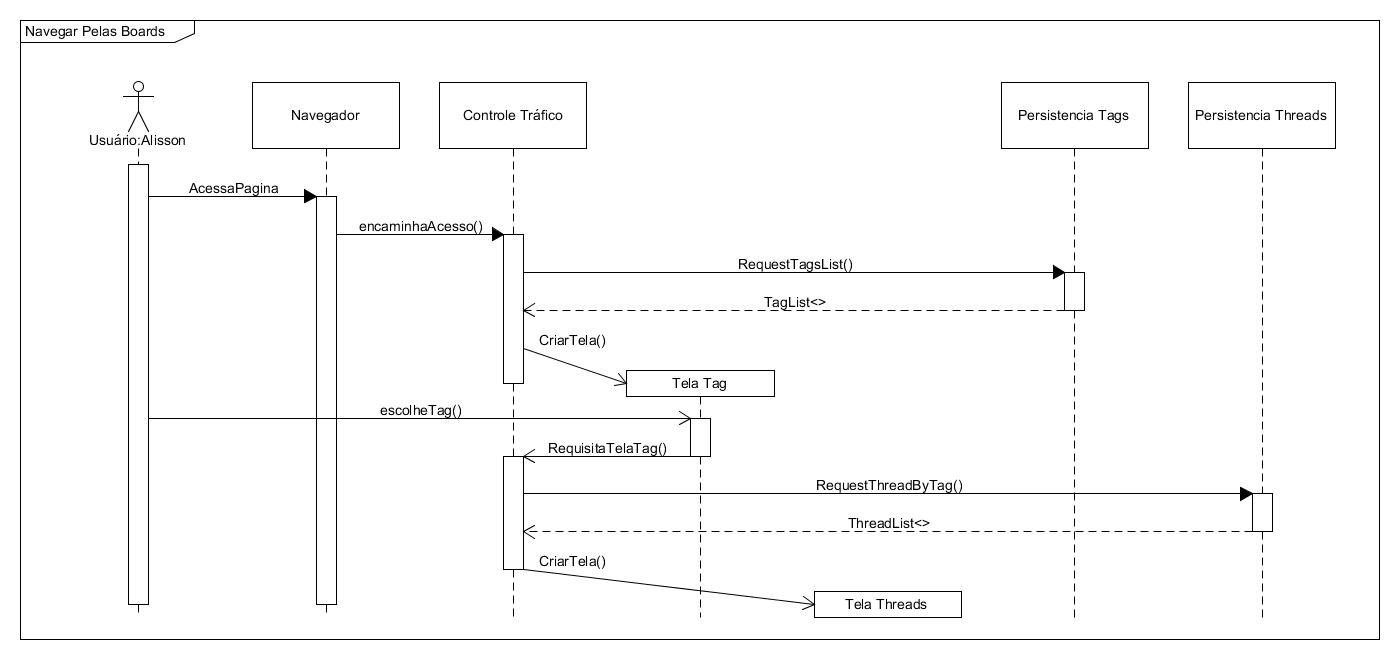 Navegar Pelas Boards
Usuário:Alisson
Navegador
Controle Tráfico
Persistencia Tags
Persistencia Threads
AcessaPagina
encaminhaAcesso()
RequestTagsList()
TagList<>
CriarTela()
Tela Tag
escolheTag()
RequisitaTelaTag()
RequestThreadByTag()
ThreadList<>
CriarTela()
Tela Threads